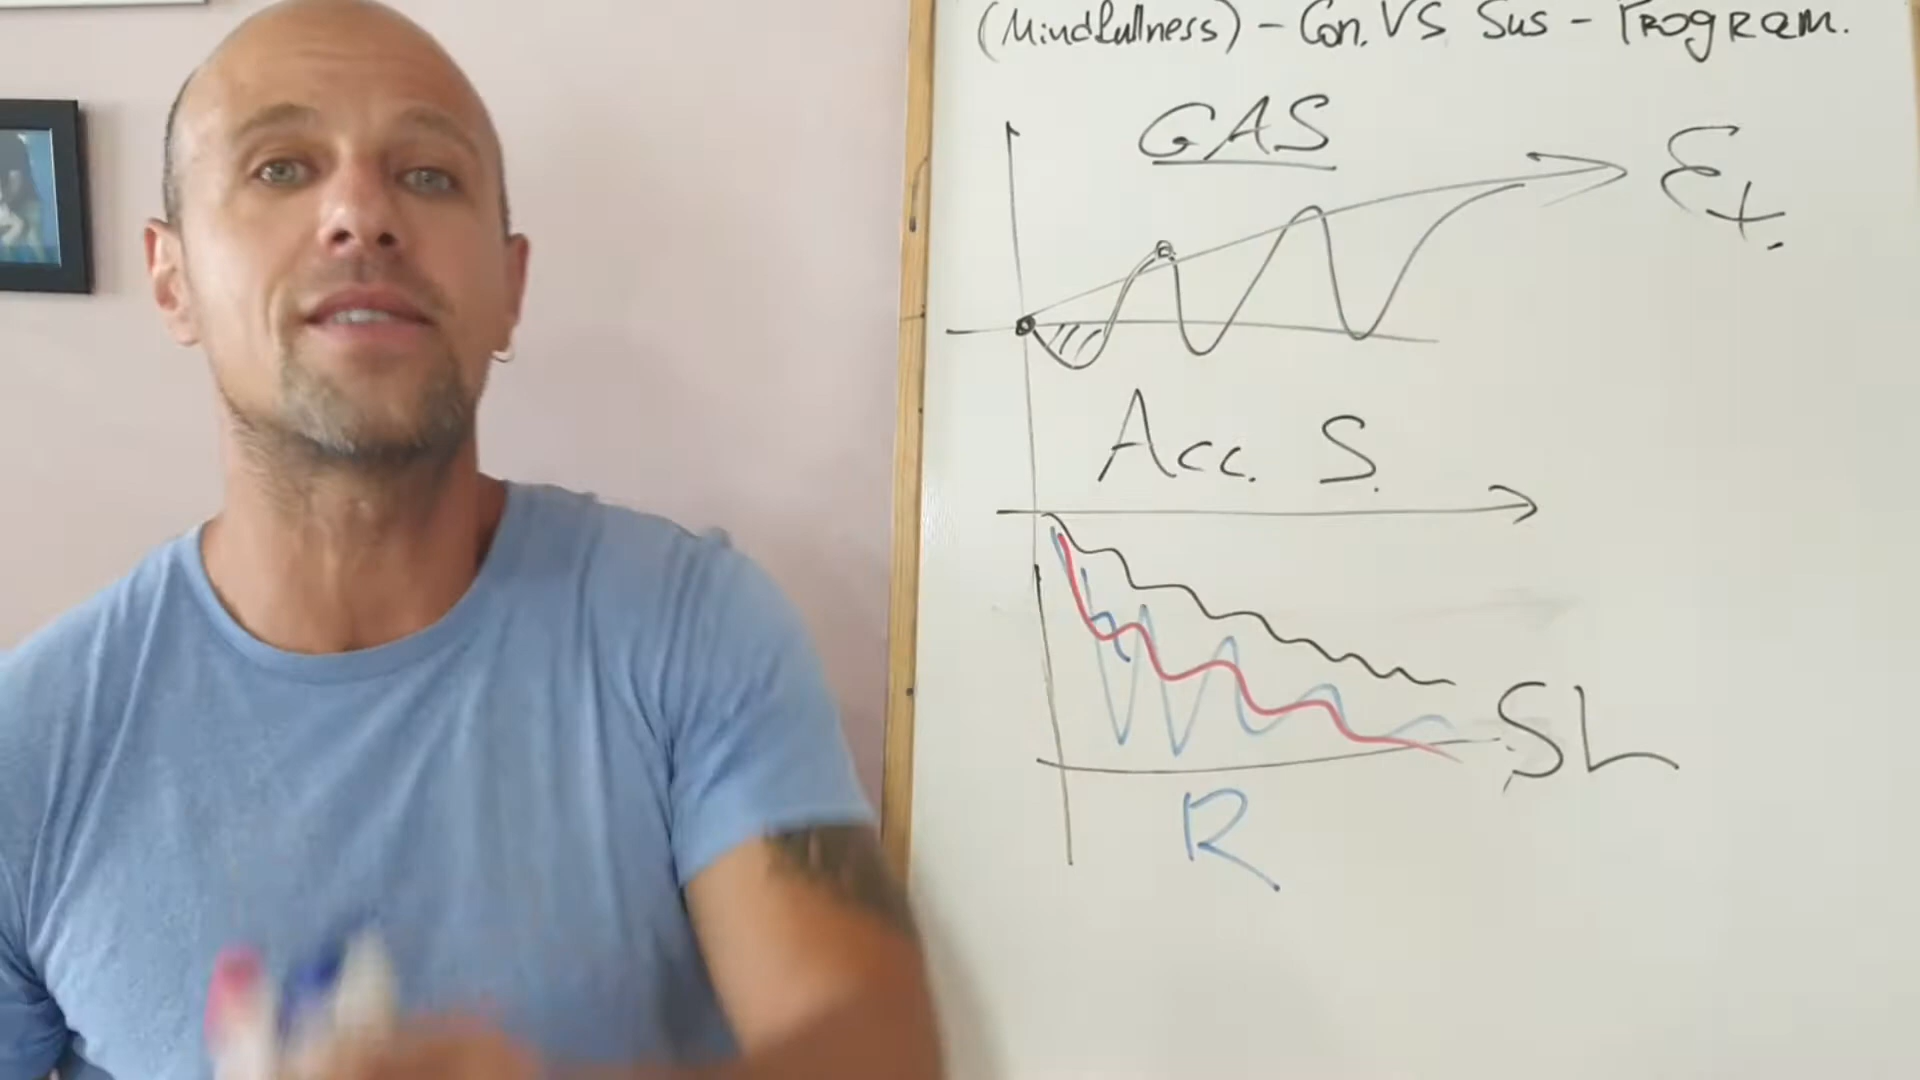 (Mindfullness) - Con. VS Sus - Program.
GAS
Ex.
Acc. S.
SL
R